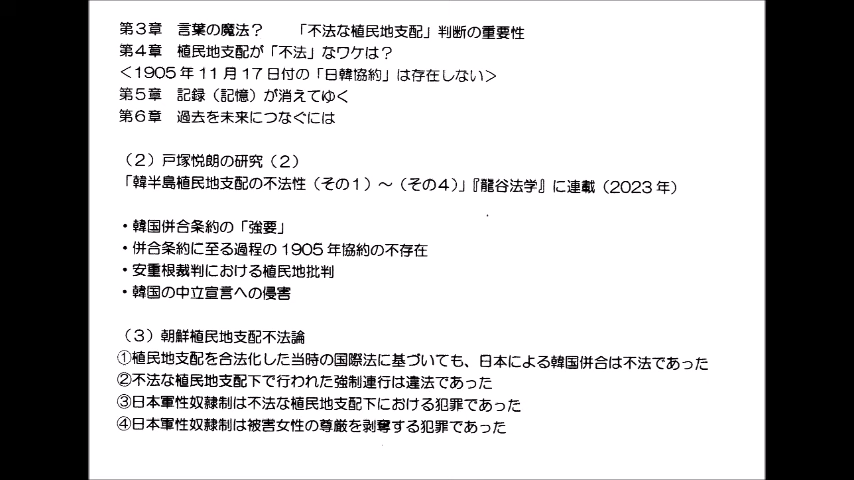 第３章　言葉の魔法？　　「不法な植民地支配」判断の重要性
第４章　植民地支配が「不法」なワケは？
＜1905年11月17日付の「日韓協約」は存在しない＞
第５章　記録（記憶）が消えてゆく
第６章　過去を未来につなぐには
（２）戸塚悦朗の研究（２）
「韓半島植民地支配の不法性（その１）～（その４）」『龍谷法学』に連載（2023年）
・韓国併合条約の「強要」
・併合条約に至る過程の1905年協約の不存在
・安重根裁判における植民地批判
・韓国の中立宣言への侵害
（３）朝鮮植民地支配不法論
①植民地支配を合法化した当時の国際法に基づいても、日本による韓国併合は不法であった
②不法な植民地支配下で行われた強制連行は違法であった
③日本軍性奴隷制は不法な植民地支配下における犯罪であった
④日本軍性奴隷制は被害女性の尊厳を剥奪する犯罪であった